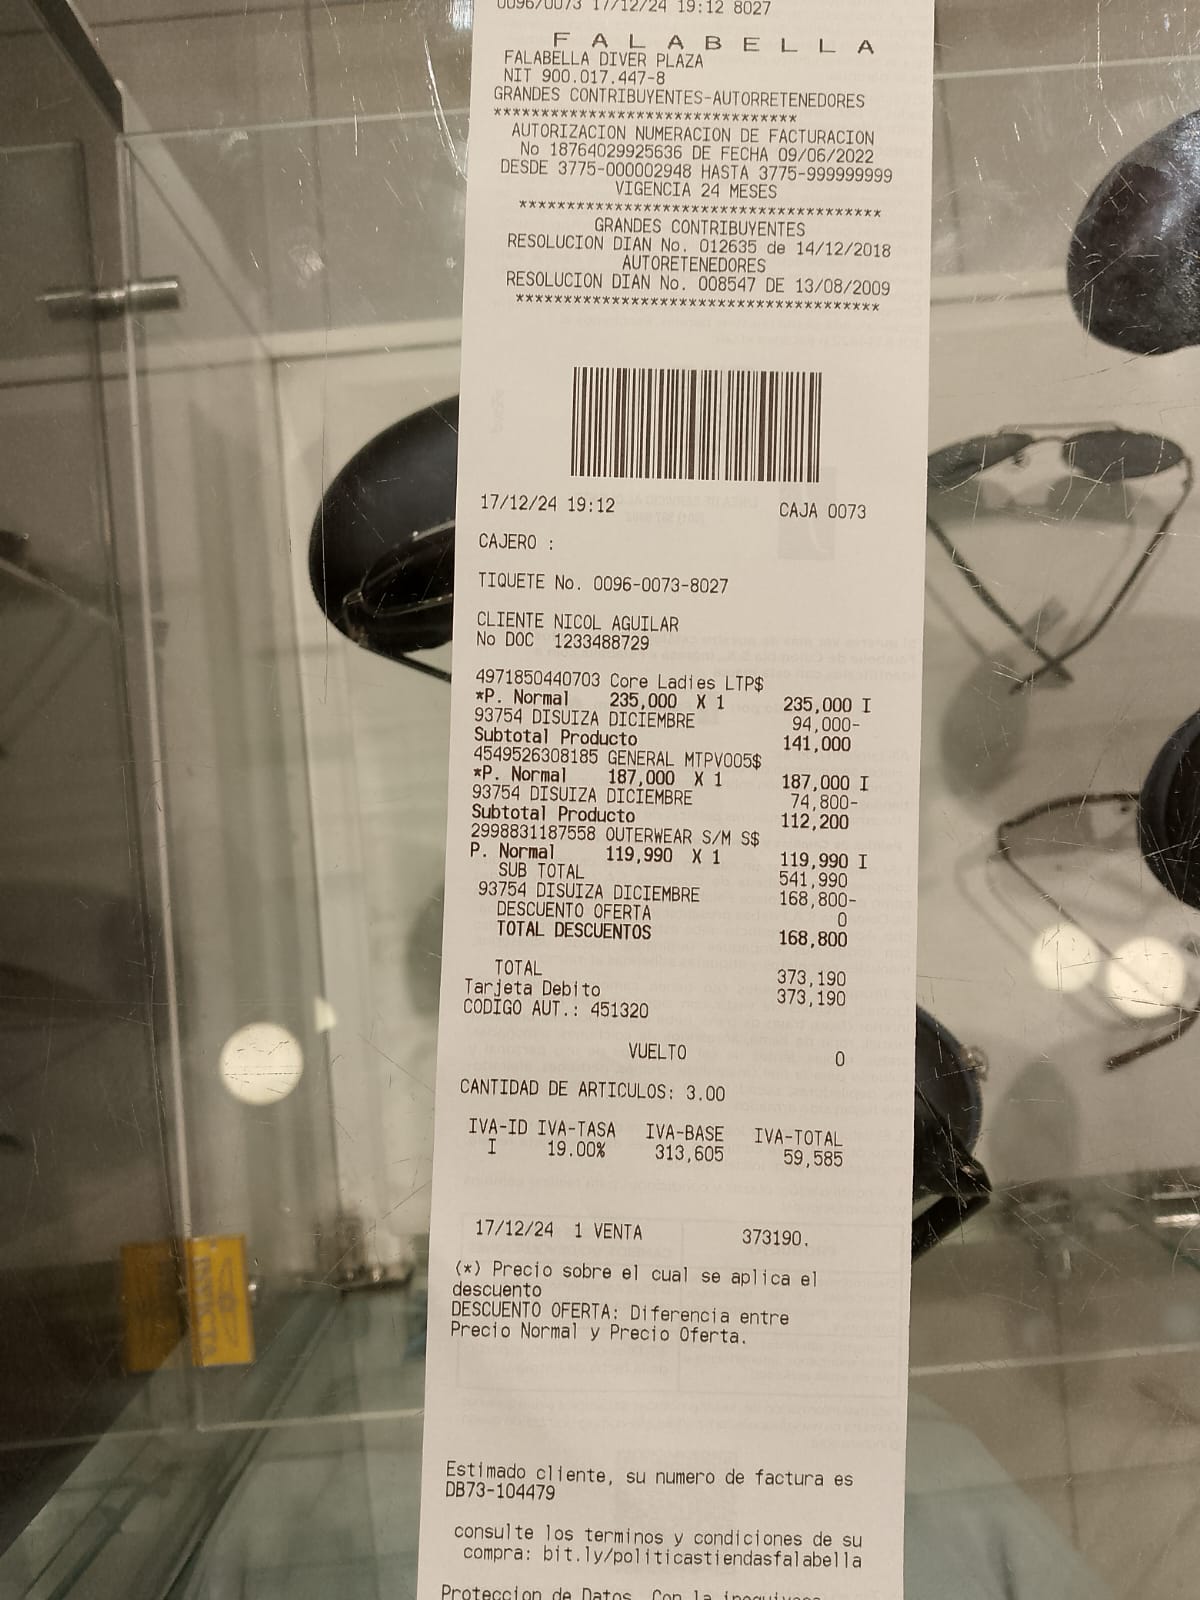 0096/0073 17/12/24 19:12 8027
FALABELLA
FALABELLA DIVER PLAZA
NIT 900.017.447-8
GRANDES CONTRIBUYENTES-AUTORRETENEDORES
********************************
AUTORIZACION NUMERACION DE FACTURACION
No 18764029925636 DE FECHA 09/06/2022
DESDE 3775-000002948 HASTA 3775-999999999
VIGENCIA 24 MESES
**************************************
GRANDES CONTRIBUYENTES
RESOLUCION DIAN No. 012635 de 14/12/2018
AUTORETENEDORES
RESOLUCION DIAN No. 008547 DE 13/08/2009
**************************************
17/12/24 19:12 CAJA 0073
CAJERO :
TIQUETE No. 0096-0073-8027
CLIENTE NICOL AGUILAR
No DOC 1233488729
4971850440703 Core Ladies LTP$
*P. Normal 235,000 X 1 235,000 I
93754 DISUIZA DICIEMBRE 94,000-
Subtotal Producto 141,000
4549526308185 GENERAL MTPV005$
*P. Normal 187,000 X 1 187,000 I
93754 DISUIZA DICIEMBRE 74,800-
Subtotal Producto 112,200
2998831187558 OUTERWEAR S/M S$
P. Normal 119,990 X 1 119,990 I
SUB TOTAL 541,990
93754 DISUIZA DICIEMBRE 168,800-
DESCUENTO OFERTA 0
TOTAL DESCUENTOS 168,800
TOTAL 373,190
Tarjeta Debito 373,190
CODIGO AUT.: 451320
VUELTO 0
CANTIDAD DE ARTICULOS: 3.00
IVA-ID IVA-TASA IVA-BASE IVA-TOTAL
I 19.00% 313,605 59,585
17/12/24 1 VENTA 373190.
(*) Precio sobre el cual se aplica el
descuento
DESCUENTO OFERTA: Diferencia entre
Precio Normal y Precio Oferta.
Estimado cliente, su numero de factura es
DB73-104479
consulte los terminos y condiciones de su
compra: bit.ly/politicastiendasfalabella
Proteccion de Datos. Con la